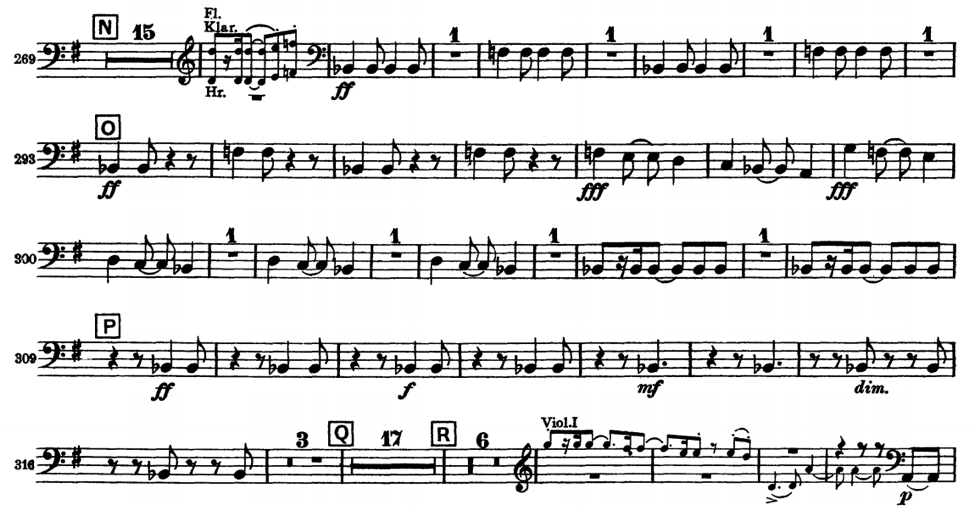 N 15 Fl.
Klar.
1 1 1 1
269
Hr.
ff
O
293
ff fff fff
1 1 1 1
300
P
309
ff f mf dim.
3 Q 17 R 6 Viol.I
316
p